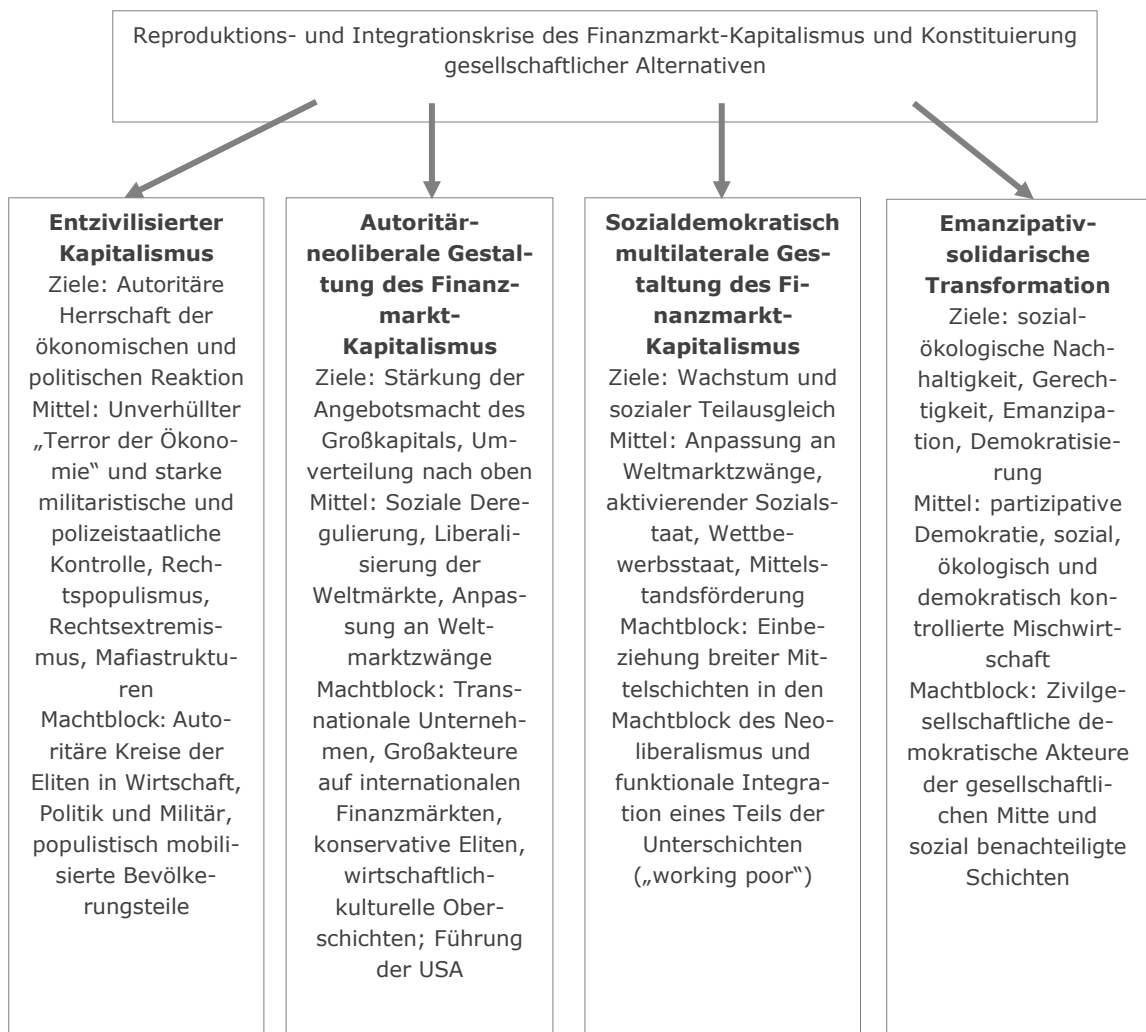 Reproduktions- und Integrationskrise des Finanzmarkt-Kapitalismus und Konstituierung
gesellschaftlicher Alternativen
Entzivilisierter
Kapitalismus
Ziele: Autoritäre
Herrschaft der
ökonomischen und
politischen Reaktion
Mittel: Unverhüllter
„Terror der Ökono-
mie“ und starke
militaristische und
polizeistaatliche
Kontrolle, Rech-
tspopulismus,
Rechtsextremis-
mus, Mafiastruktu-
ren
Machtblock: Auto-
ritäre Kreise der
Eliten in Wirtschaft,
Politik und Militär,
populistisch mobili-
sierte Bevölke-
rungsteile
Autoritär-
neoliberale Gestal-
tung des Finanz-
markt-
Kapitalismus
Ziele: Stärkung der
Angebotsmacht des
Großkapitals, Um-
verteilung nach oben
Mittel: Soziale Dere-
gulierung, Liberali-
sierung der
Weltmärkte, Anpas-
sung an Welt-
marktzwänge
Machtblock: Trans-
nationale Unterneh-
men, Großakteure
auf internationalen
Finanzmärkten,
konservative Eliten,
wirtschaftlich-
kulturelle Ober-
schichten; Führung
der USA
Sozialdemokratisch
multilaterale Ges-
taltung des Fi-
nanzmarkt-
Kapitalismus
Ziele: Wachstum und
sozialer Teilausgleich
Mittel: Anpassung an
Weltmarktzwänge,
aktivierender Sozials-
taat, Wettbe-
werbsstaat, Mittels-
tandsförderung
Machtblock: Einbe-
ziehung breiter Mit-
telschichten in den
Machtblock des Neo-
liberalismus und
funktionale Integra-
tion eines Teils der
Unterschichten
(„working poor“)
Emanzipativ-
solidarische
Transformation
Ziele: sozial-
ökologische Nach-
haltigkeit, Gerech-
tigkeit, Emanzipa-
tion, Demokratisie-
rung
Mittel: partizipative
Demokratie, sozial,
ökologisch und
demokratisch kon-
trollierte Mischwirt-
schaft
Machtblock: Zivilge-
sellschaftliche de-
mokratische Akteure
der gesellschaftli-
chen Mitte und
sozial benachteiligte
Schichten